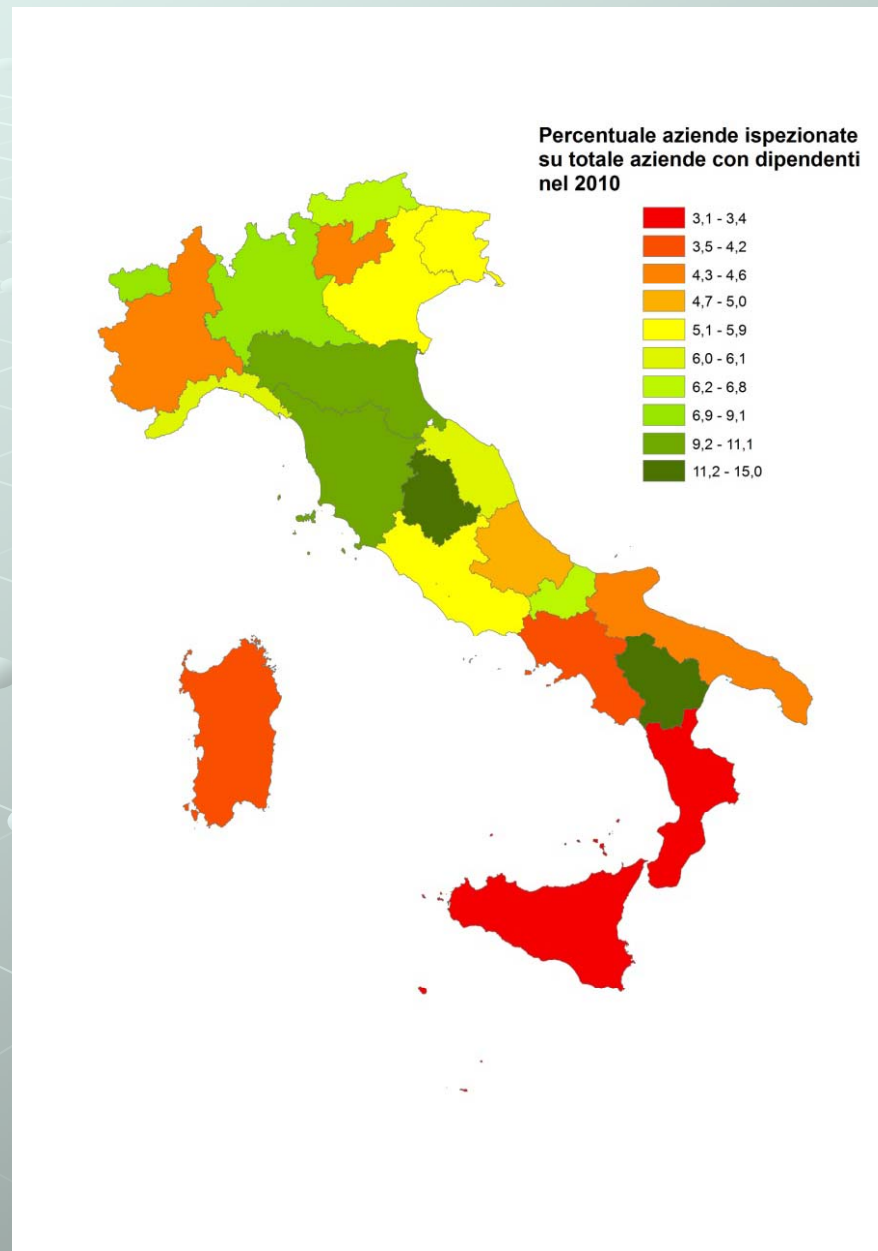 Percentuale aziende ispezionate
su totale aziende con dipendenti
nel 2010
3,1 - 3,4
3,5 - 4,2
4,3 - 4,6
4,7 - 5,0
5,1 - 5,9
6,0 - 6,1
6,2 - 6,8
6,9 - 9,1
9,2 - 11,1
11,2 - 15,0